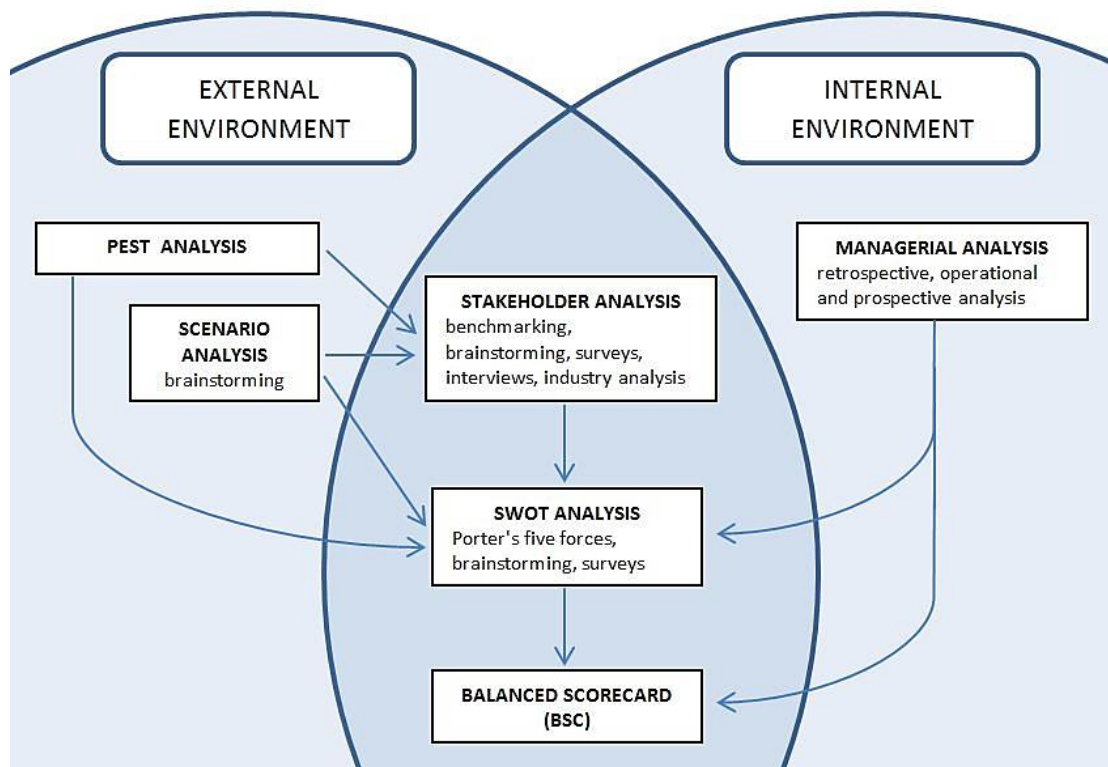 EXTERNAL
ENVIRONMENT
INTERNAL
ENVIRONMENT
PEST ANALYSIS
SCENARIO
ANALYSIS
brainstorming
STAKEHOLDER ANALYSIS
benchmarking,
brainstorming, surveys,
interviews, industry analysis
MANAGERIAL ANALYSIS
retrospective, operational
and prospective analysis
SWOT ANALYSIS
Porter's five forces,
brainstorming, surveys
BALANCED SCORECARD
(BSC)